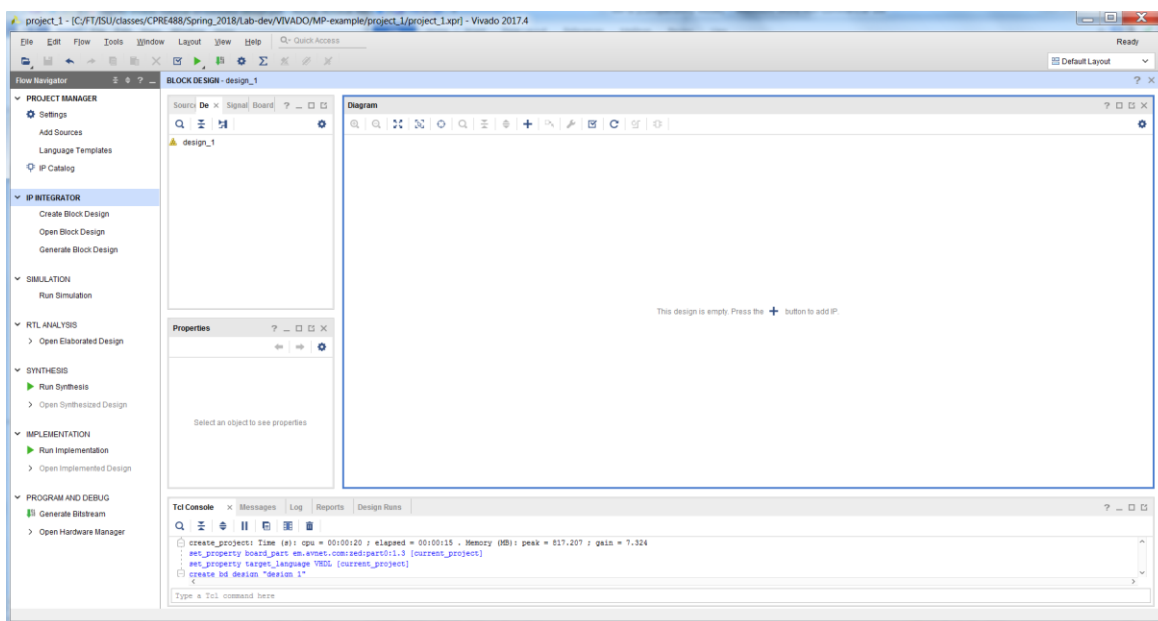 project_1 - [C:/FT/ISU/classes/CPRE488/Spring_2018/Lab-dev/VIVADO/MP-example/project_1/project_1.xpr] - Vivado 2017.4
File Edit Flow Tools Window Layout View Help Quick Access
Ready
Default Layout
Flow Navigator
PROJECT MANAGER
Settings
Add Sources
Language Templates
IP Catalog
IP INTEGRATOR
Create Block Design
Open Block Design
Generate Block Design
SIMULATION
Run Simulation
RTL ANALYSIS
Open Elaborated Design
SYNTHESIS
Run Synthesis
Open Synthesized Design
IMPLEMENTATION
Run Implementation
Open Implemented Design
PROGRAM AND DEBUG
Generate Bitstream
Open Hardware Manager
BLOCK DESIGN - design_1
Sourc De Signal Board
design_1
Properties
Select an object to see properties
Diagram
This design is empty. Press the + button to add IP.
Tcl Console Messages Log Reports Design Runs
create_project: Time (s): cpu = 00:00:20 ; elapsed = 00:00:15 . Memory (MB): peak = 817.207 ; gain = 7.324
set_property board_part em.avnet.com:zed:part0:1.3 [current_project]
set_property target_language VHDL [current_project]
create_bd_design "design_1"
Type a Tcl command here